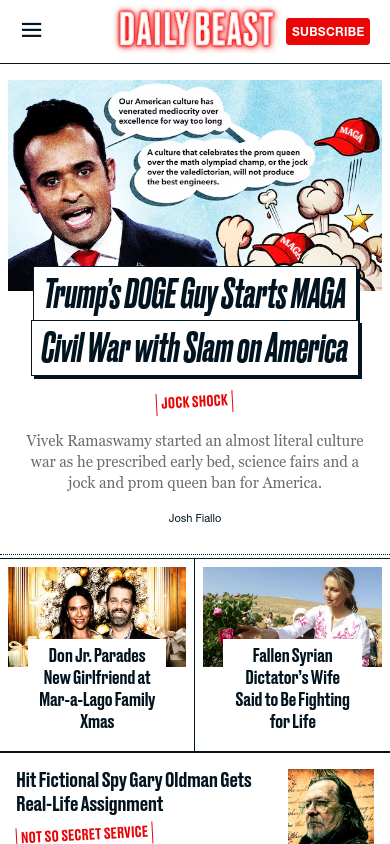 DAILY BEAST
SUBSCRIBE
Our American culture has
venerated mediocrity over
excellence for way too long
A culture that celebrates the prom queen
over the math olympiad champ, or the jock
over the valedictorian, will not produce
the best engineers.
MAGA
MAGA
Trump's DOGE Guy Starts MAGA
Civil War with Slam on America
JOCK SHOCK
Vivek Ramaswamy started an almost literal culture
war as he prescribed early bed, science fairs and a
jock and prom queen ban for America.
Josh Fiallo
Don Jr. Parades
New Girlfriend at
Mar-a-Lago Family
Xmas
Fallen Syrian
Dictator's Wife
Said to Be Fighting
for Life
Hit Fictional Spy Gary Oldman Gets
Real-Life Assignment
NOT SO SECRET SERVICE